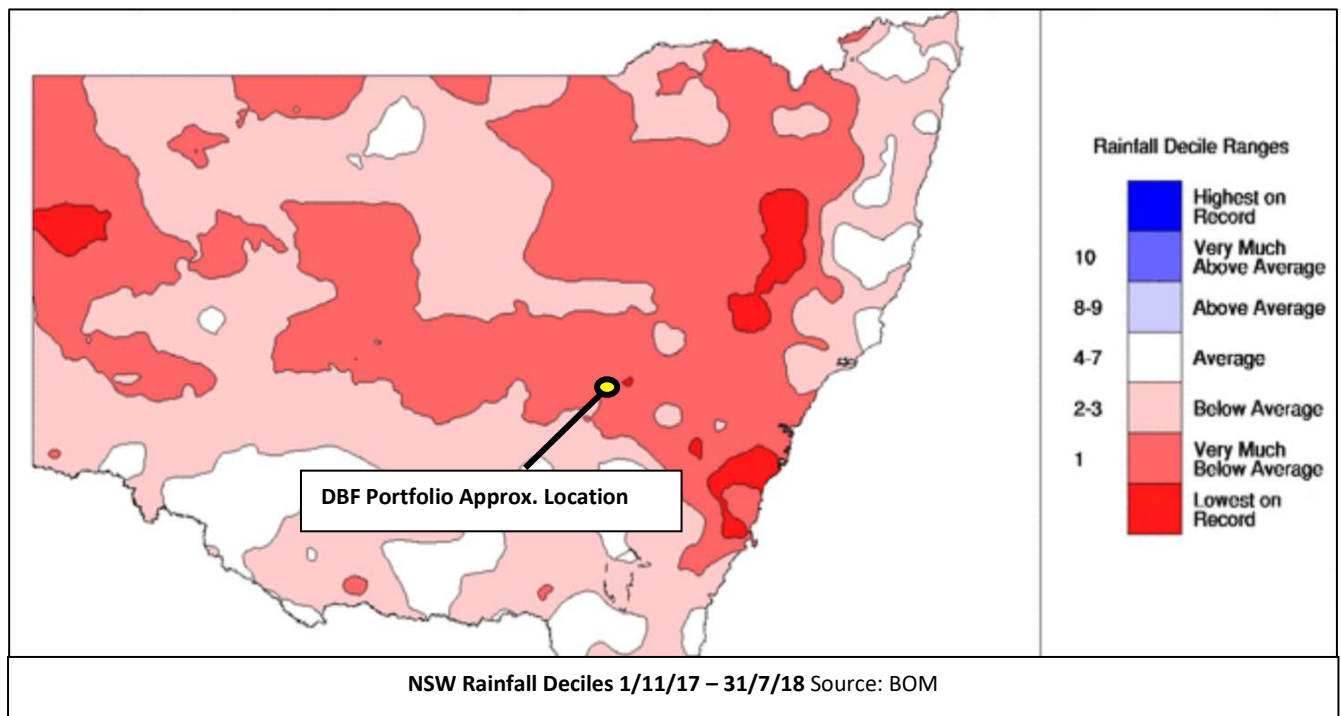 DBF Portfolio Approx. Location
Rainfall Decile Ranges
Highest on
Record
10
Very Much
Above Average
8-9
Above Average
4-7
Average
2-3
Below Average
1
Very Much
Below Average
Lowest on
Record
NSW Rainfall Deciles 1/11/17 – 31/7/18 Source: BOM